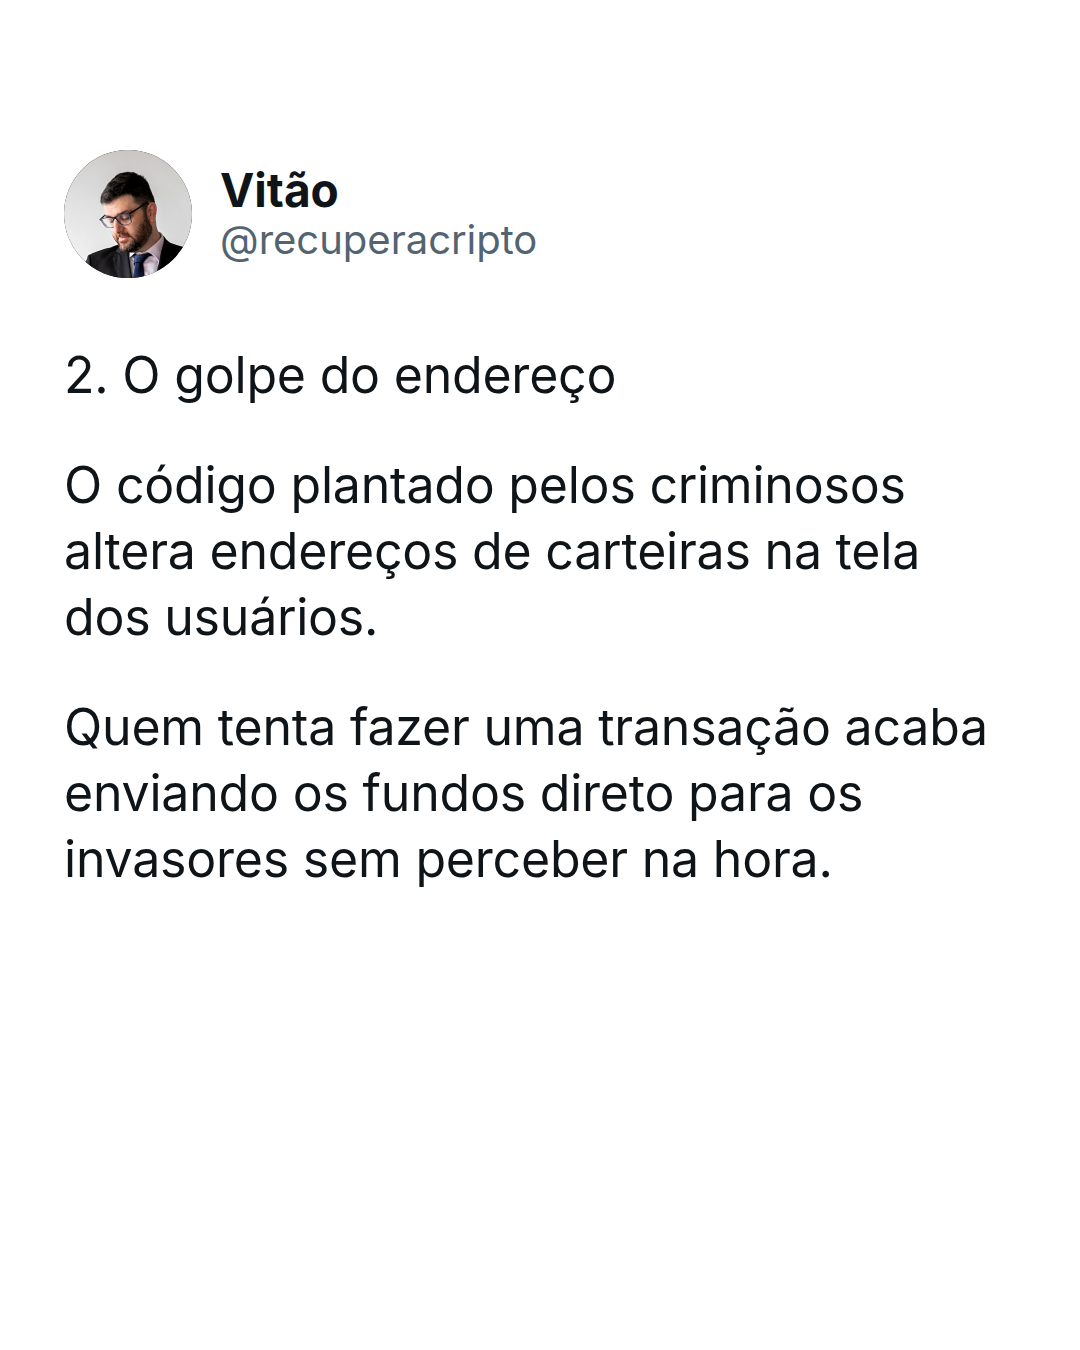 Vitão
@recuperacripto
2. O golpe do endereço
O código plantado pelos criminosos
altera endereços de carteiras na tela
dos usuários.
Quem tenta fazer uma transação acaba
enviando os fundos direto para os
invasores sem perceber na hora.